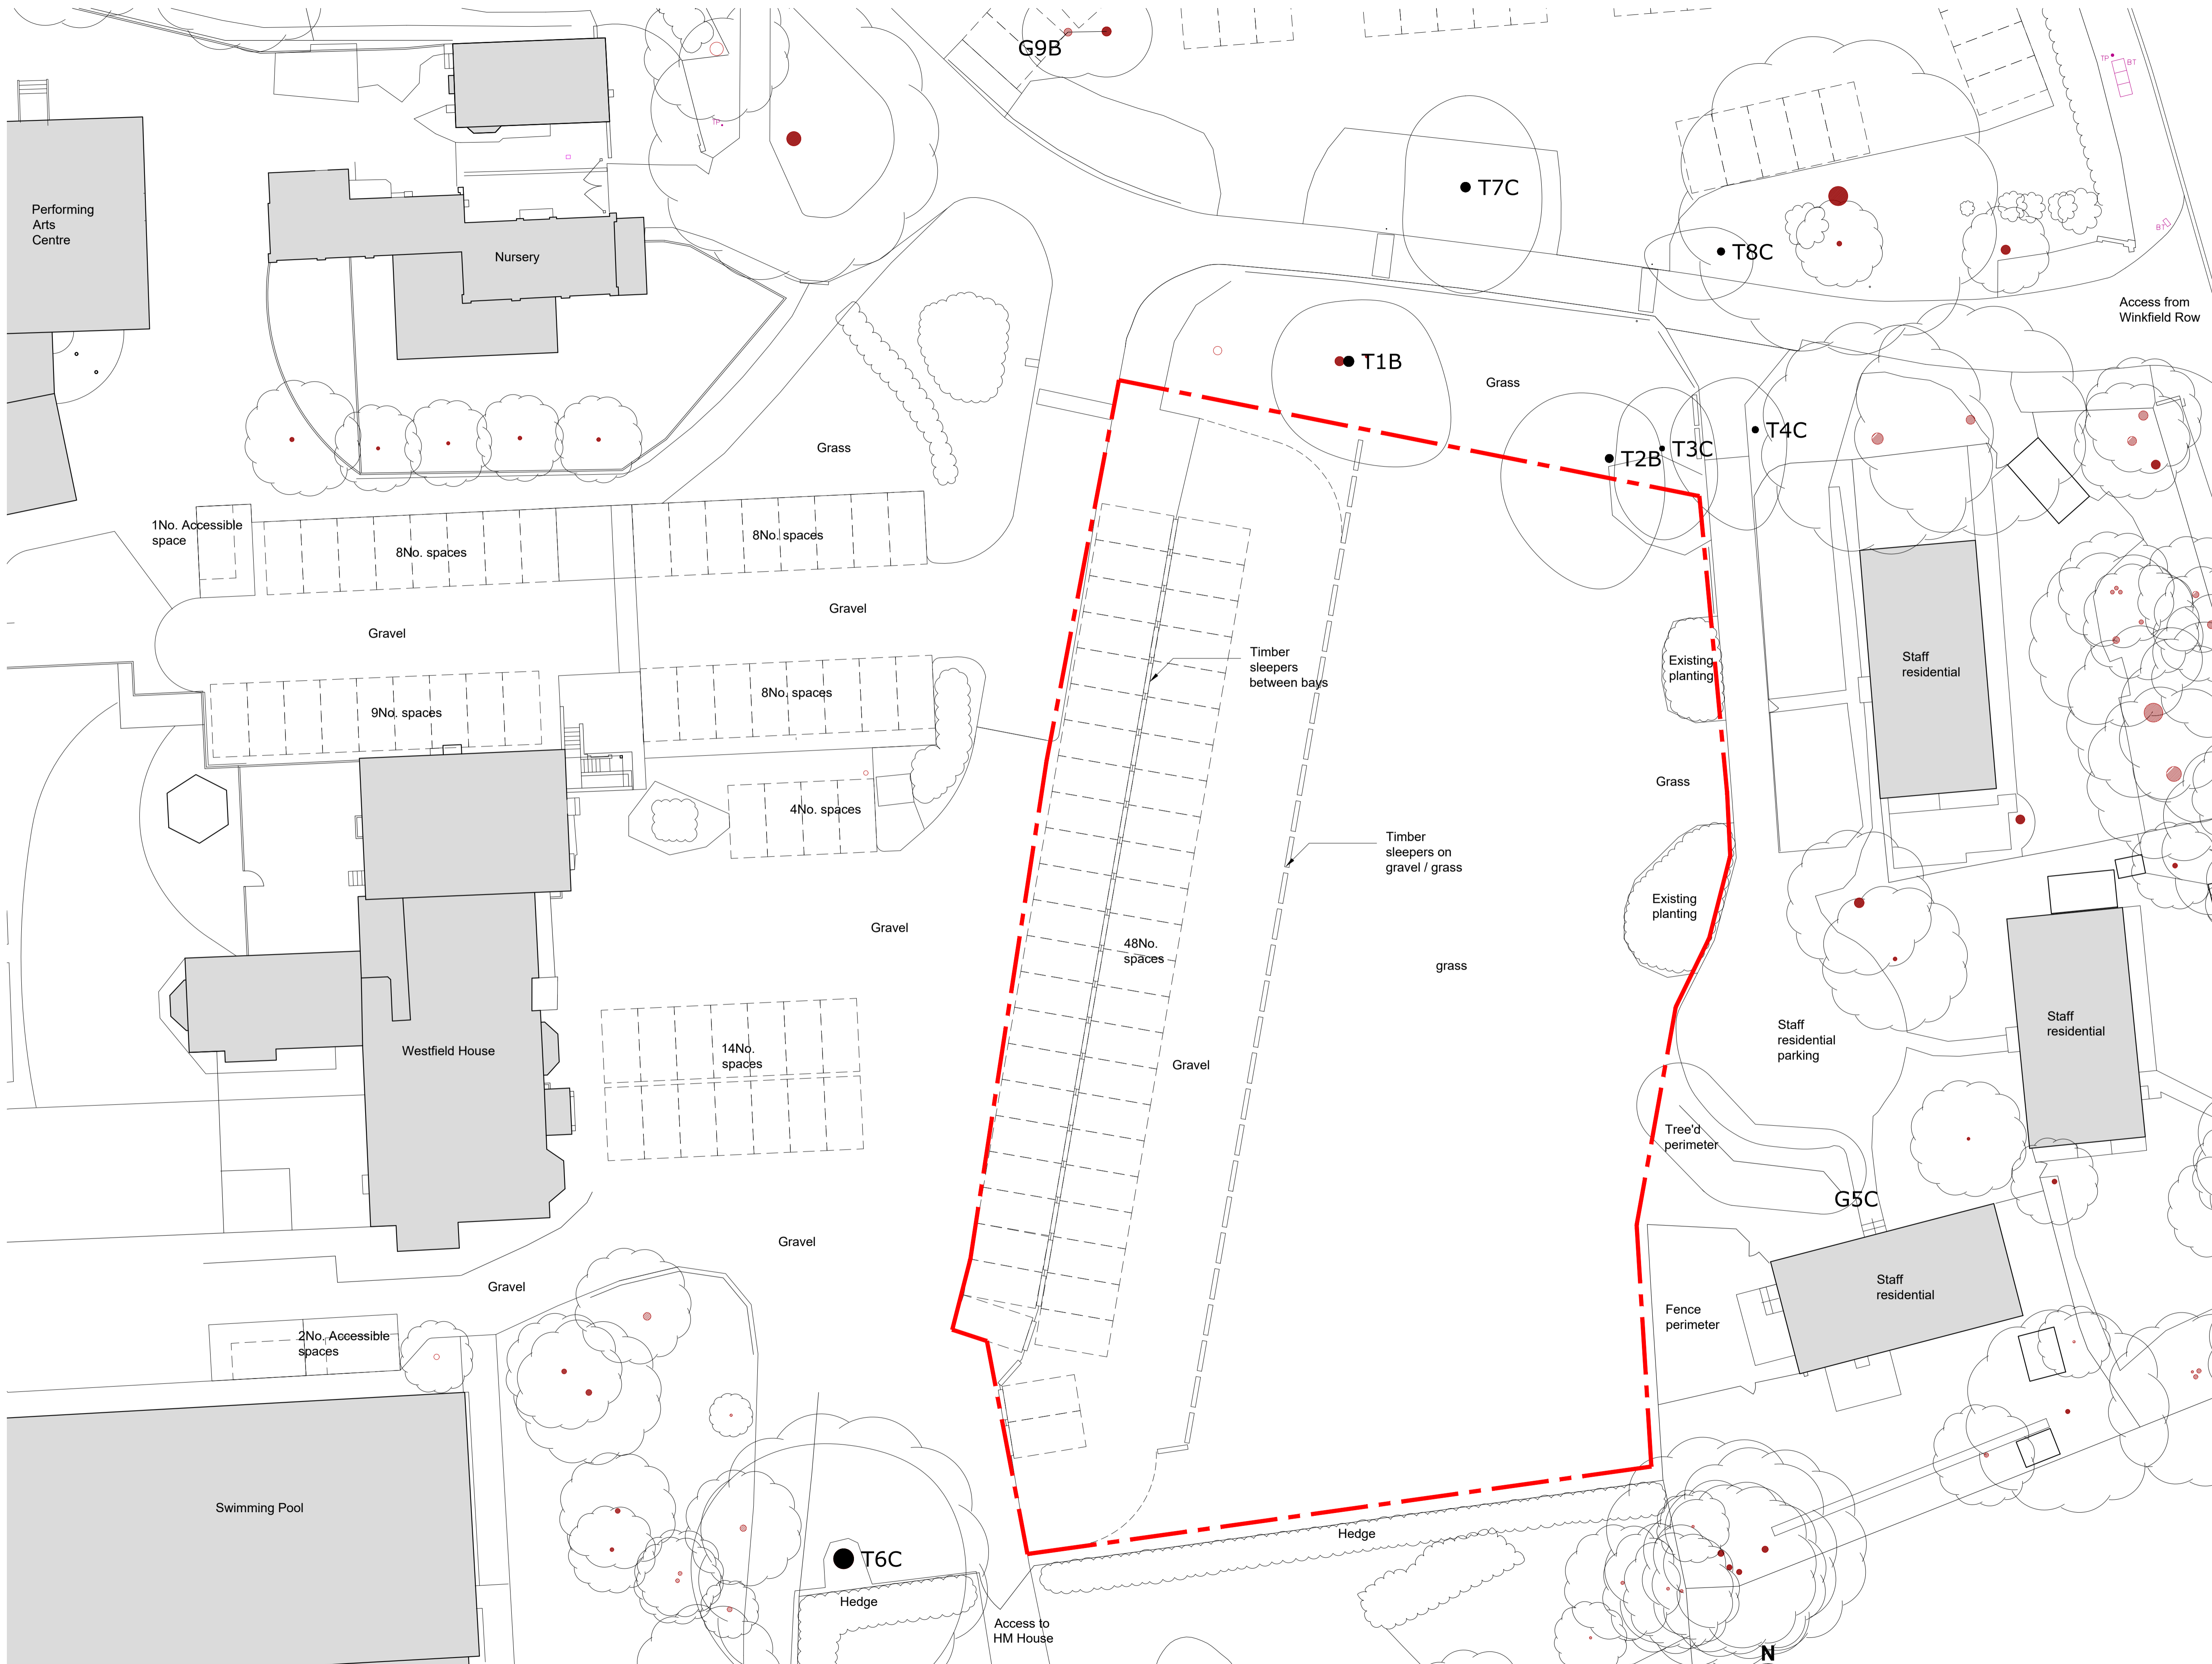 G9B
TP
BT
TP
T7C
Performing
Arts
Centre
BT
T8C
Nursery
Access from
Winkfield Row
T1B
Grass
T4C
Grass
T3C
T2B
1No. Accessible
space
8No. spaces
8No. spaces
Gravel
Gravel
Timber
sleepers
between bays
Existing
planting
Staff
residential
8No. spaces
9No. spaces
Grass
4No. spaces
Timber
sleepers on
gravel / grass
Existing
planting
Gravel
48No.
spaces
grass
Westfield House
14No.
spaces
Gravel
Staff
residential
parking
Staff
residential
Tree'd
perimeter
G5C
Gravel
Gravel
Staff
residential
Fence
perimeter
2No. Accessible
spaces
Swimming Pool
Hedge
T6C
Hedge
Access to
HM House
N